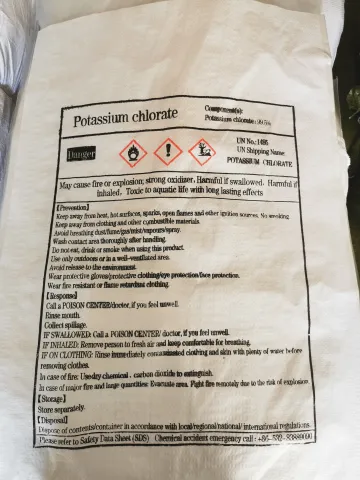 Potassium chlorate
Component(s):
Potassium chlorate: 99.7%
Danger
UN No.: 1485
UN Shipping Name
POTASSIUM CHLORATE
May cause fire or explosion; strong oxidizer. Harmful if swallowed. Harmful if
inhaled. Toxic to aquatic life with long lasting effects
【Prevention】
Keep away from heat, hot surfaces, sparks, open flames and other ignition sources. No smoking
Keep away from clothing and other combustible materials.
Avoid breathing dust/fume/gas/mist/vapours/spray.
Wash contact area thoroughly after handling.
Do not eat, drink or smoke when using this product.
Use only outdoors or in a well-ventilated area.
Avoid release to the environment.
Wear protective gloves/protective clothing/eye protection/face protection.
Wear fire resistant or flame retardant clothing.
【Response】
Call a POISON CENTER/doctor, if you feel unwell.
Rinse mouth.
Collect spillage.
IF SWALLOWED: Call a POISON CENTER/ doctor, if you feel unwell.
IF INHALED: Remove person to fresh air and keep comfortable for breathing.
IF ON CLOTHING: Rinse immediately contaminated clothing and skin with plenty of water before
removing clothes.
In case of fire: Use dry chemical, carbon dioxide to extinguish.
In case of major fire and large quantities: Evacuate area. Fight fire remotely due to the risk of explosion.
【Storage】
Store separately.
【Disposal】
Dispose of contents/container in accordance with local/regional/national/ international regulations.
Please refer to Safety Data Sheet (SDS) Chemical accident emergency call: +86-532-83889090